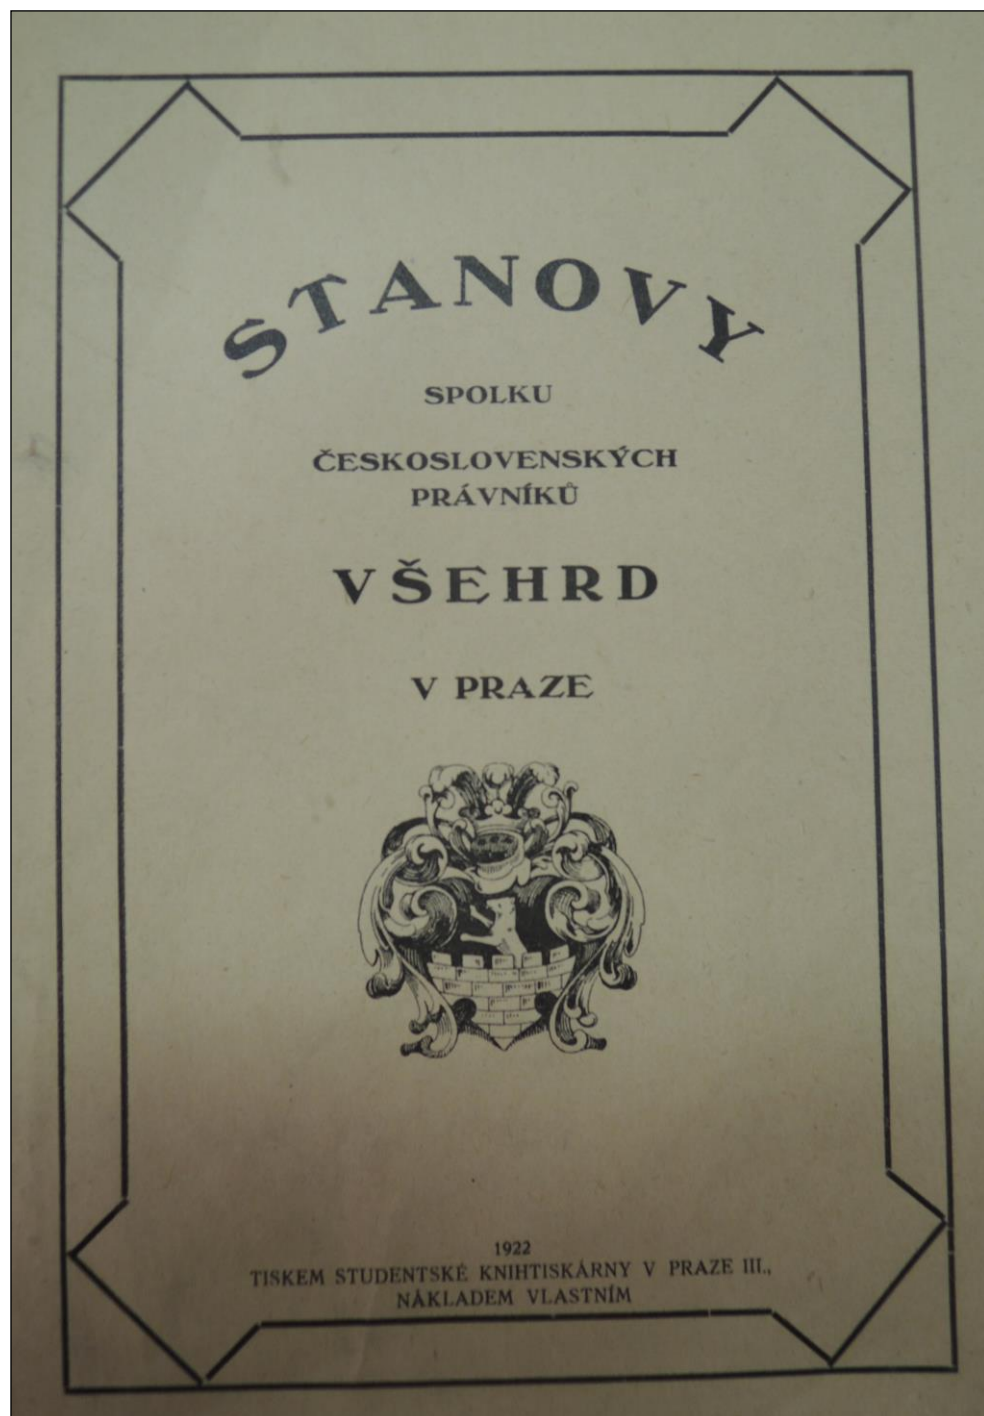 STANOVY
SPOLKU
ČESKOSLOVENSKÝCH
PRÁVNÍKŮ
VŠEHRD
V PRAZE
1922
TISKEM STUDENTSKÉ KNIHTISKÁRNY V PRAZE III.,
NÁKLADEM VLASTNÍM